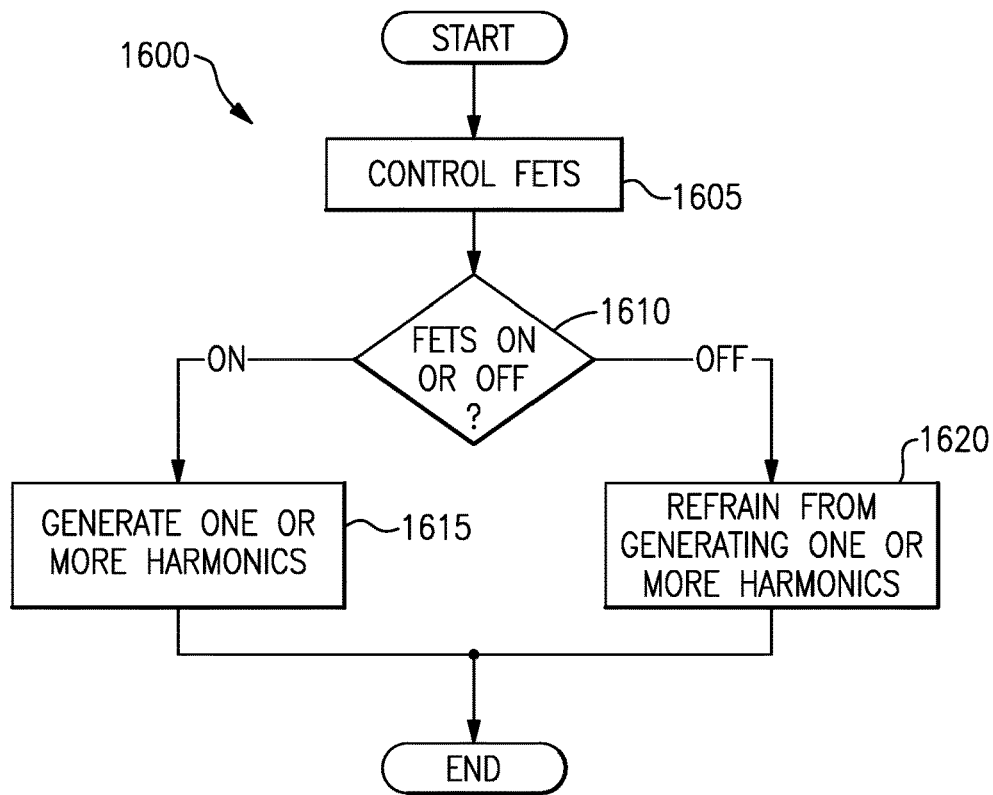 START
1600
CONTROL FETS
1605
1610
FETS ON
OR OFF
?
ON
OFF
1620
GENERATE ONE OR
MORE HARMONICS
1615
REFRAIN FROM
GENERATING ONE OR
MORE HARMONICS
END